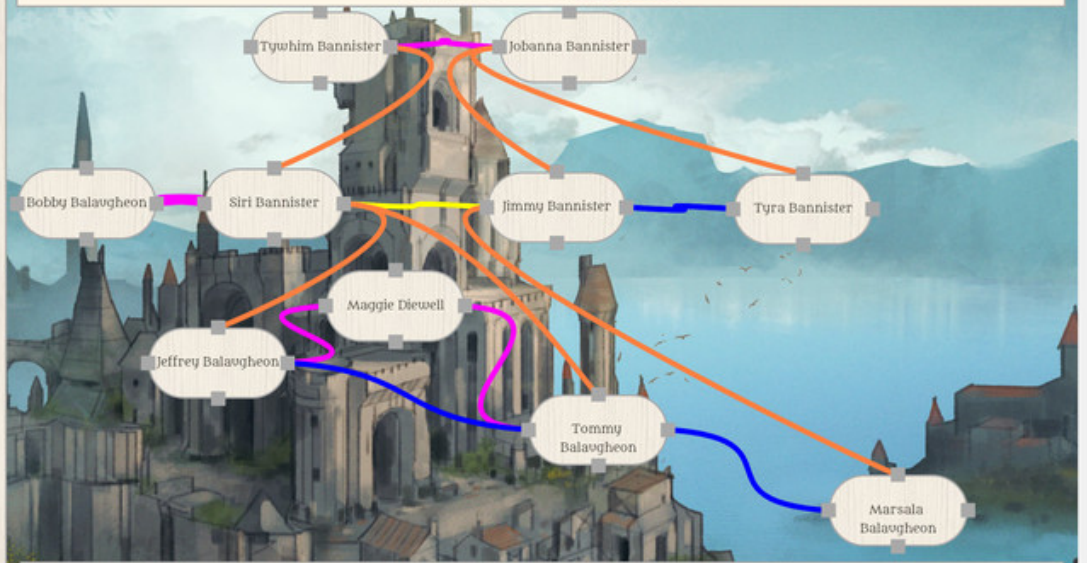 Tywhim Bannister
Jobanna Bannister
Bobby Balavgheon
Siri Bannister
Jimmy Bannister
Tyra Bannister
Maggie Diewell
Jeffrey Balavgheon
Tommy
Balavgheon
Marsala
Balavgheon